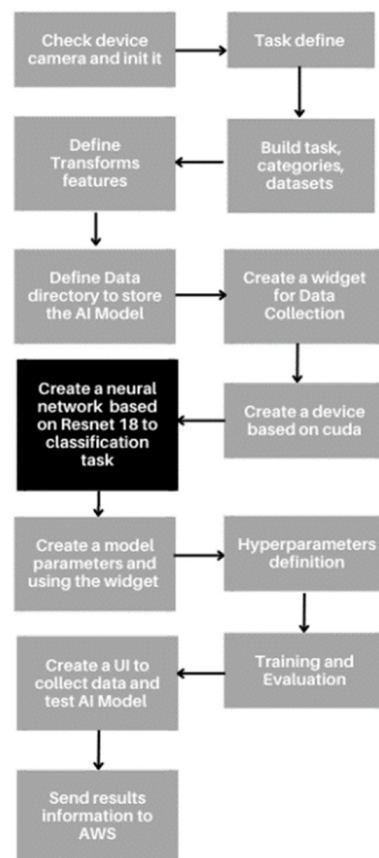 Check device
camera and init it
Task define
Build task,
categories,
datasets
Define
Transforms
features
Define Data
directory to store
the AI Model
Create a widget
for Data
Collection
Create a device
based on cuda
Create a neural
network based
on Resnet 18 to
classification
task
Create a model
parameters and
using the widget
Hyperparameters
definition
Training and
Evaluation
Create a UI to
collect data and
test AI Model
Send results
information to
AWS